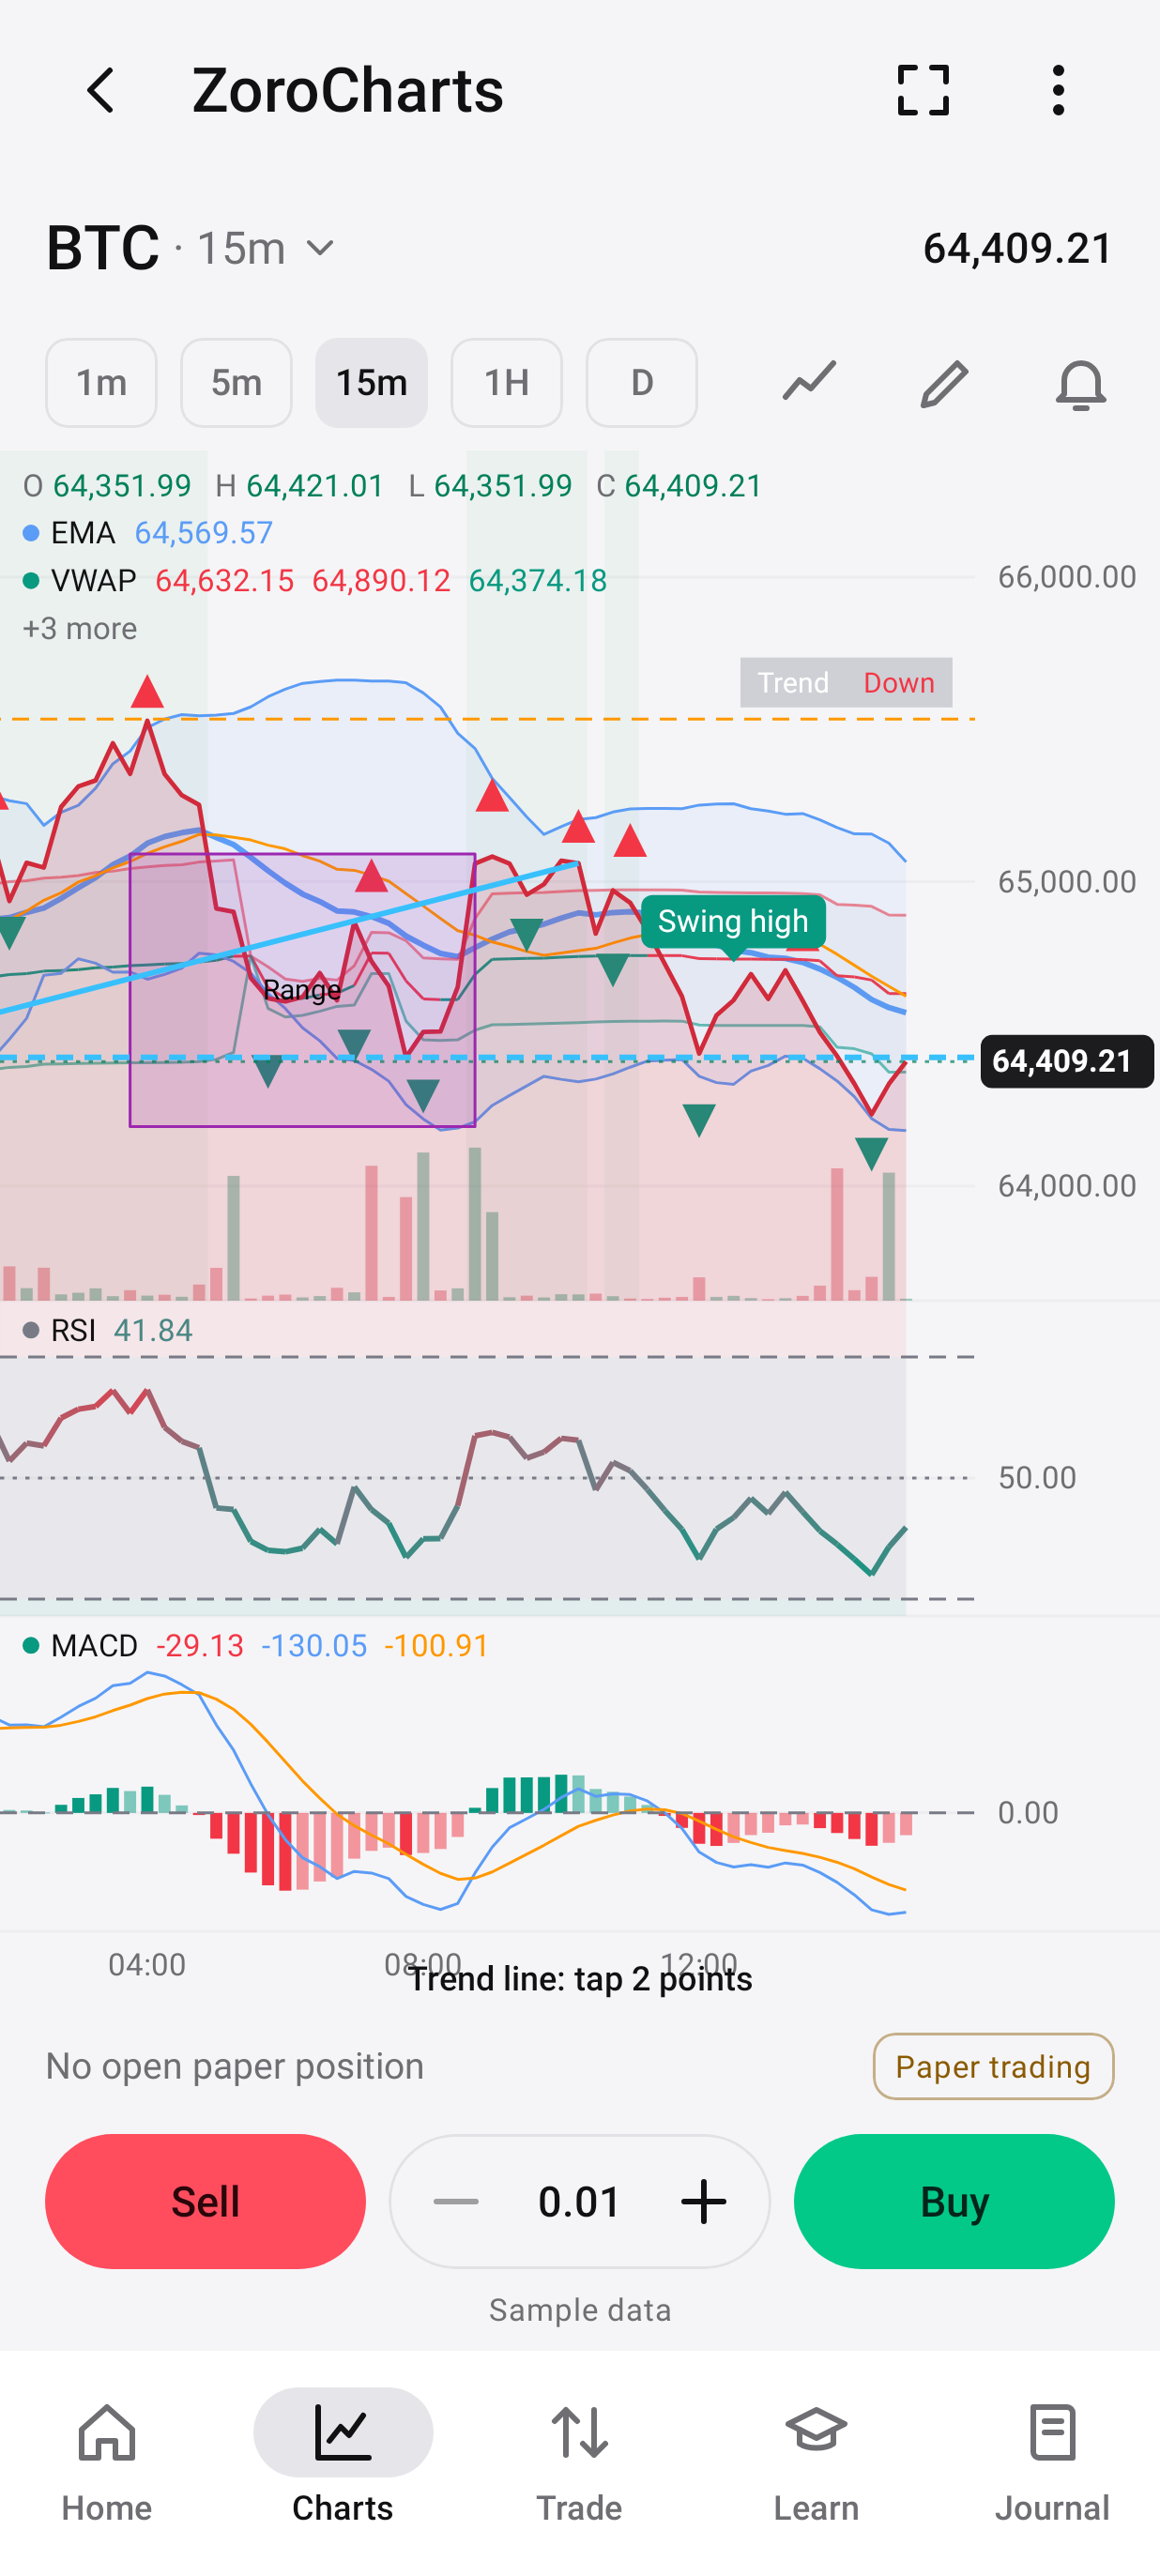 ZoroCharts
BTC · 15m
64,409.21
1m 5m 15m 1H D
O 64,351.99 H 64,421.01 L 64,351.99 C 64,409.21
EMA 64,569.57
VWAP 64,632.15 64,890.12 64,374.18
66,000.00
+3 more
Trend Down
65,000.00
Swing high
Range
64,409.21
64,000.00
RSI 41.84
50.00
MACD -29.13 -130.05 -100.91
0.00
04:00 08:00 12:00
Trend line: tap 2 points
No open paper position
Paper trading
Sell
0.01
Buy
Sample data
Home Charts Trade Learn Journal